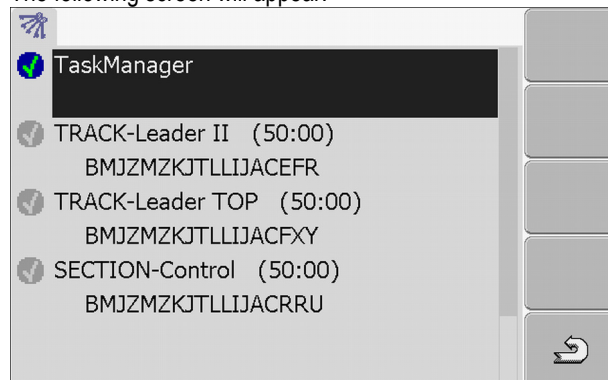 The following screen will appear:
TaskManager
TRACK-Leader II (50:00)
BMJZMZKJTLLIJACEFR
TRACK-Leader TOP (50:00)
BMJZMZKJTLLIJACFXY
SECTION-Control (50:00)
BMJZMZKJTLLIJACRRU